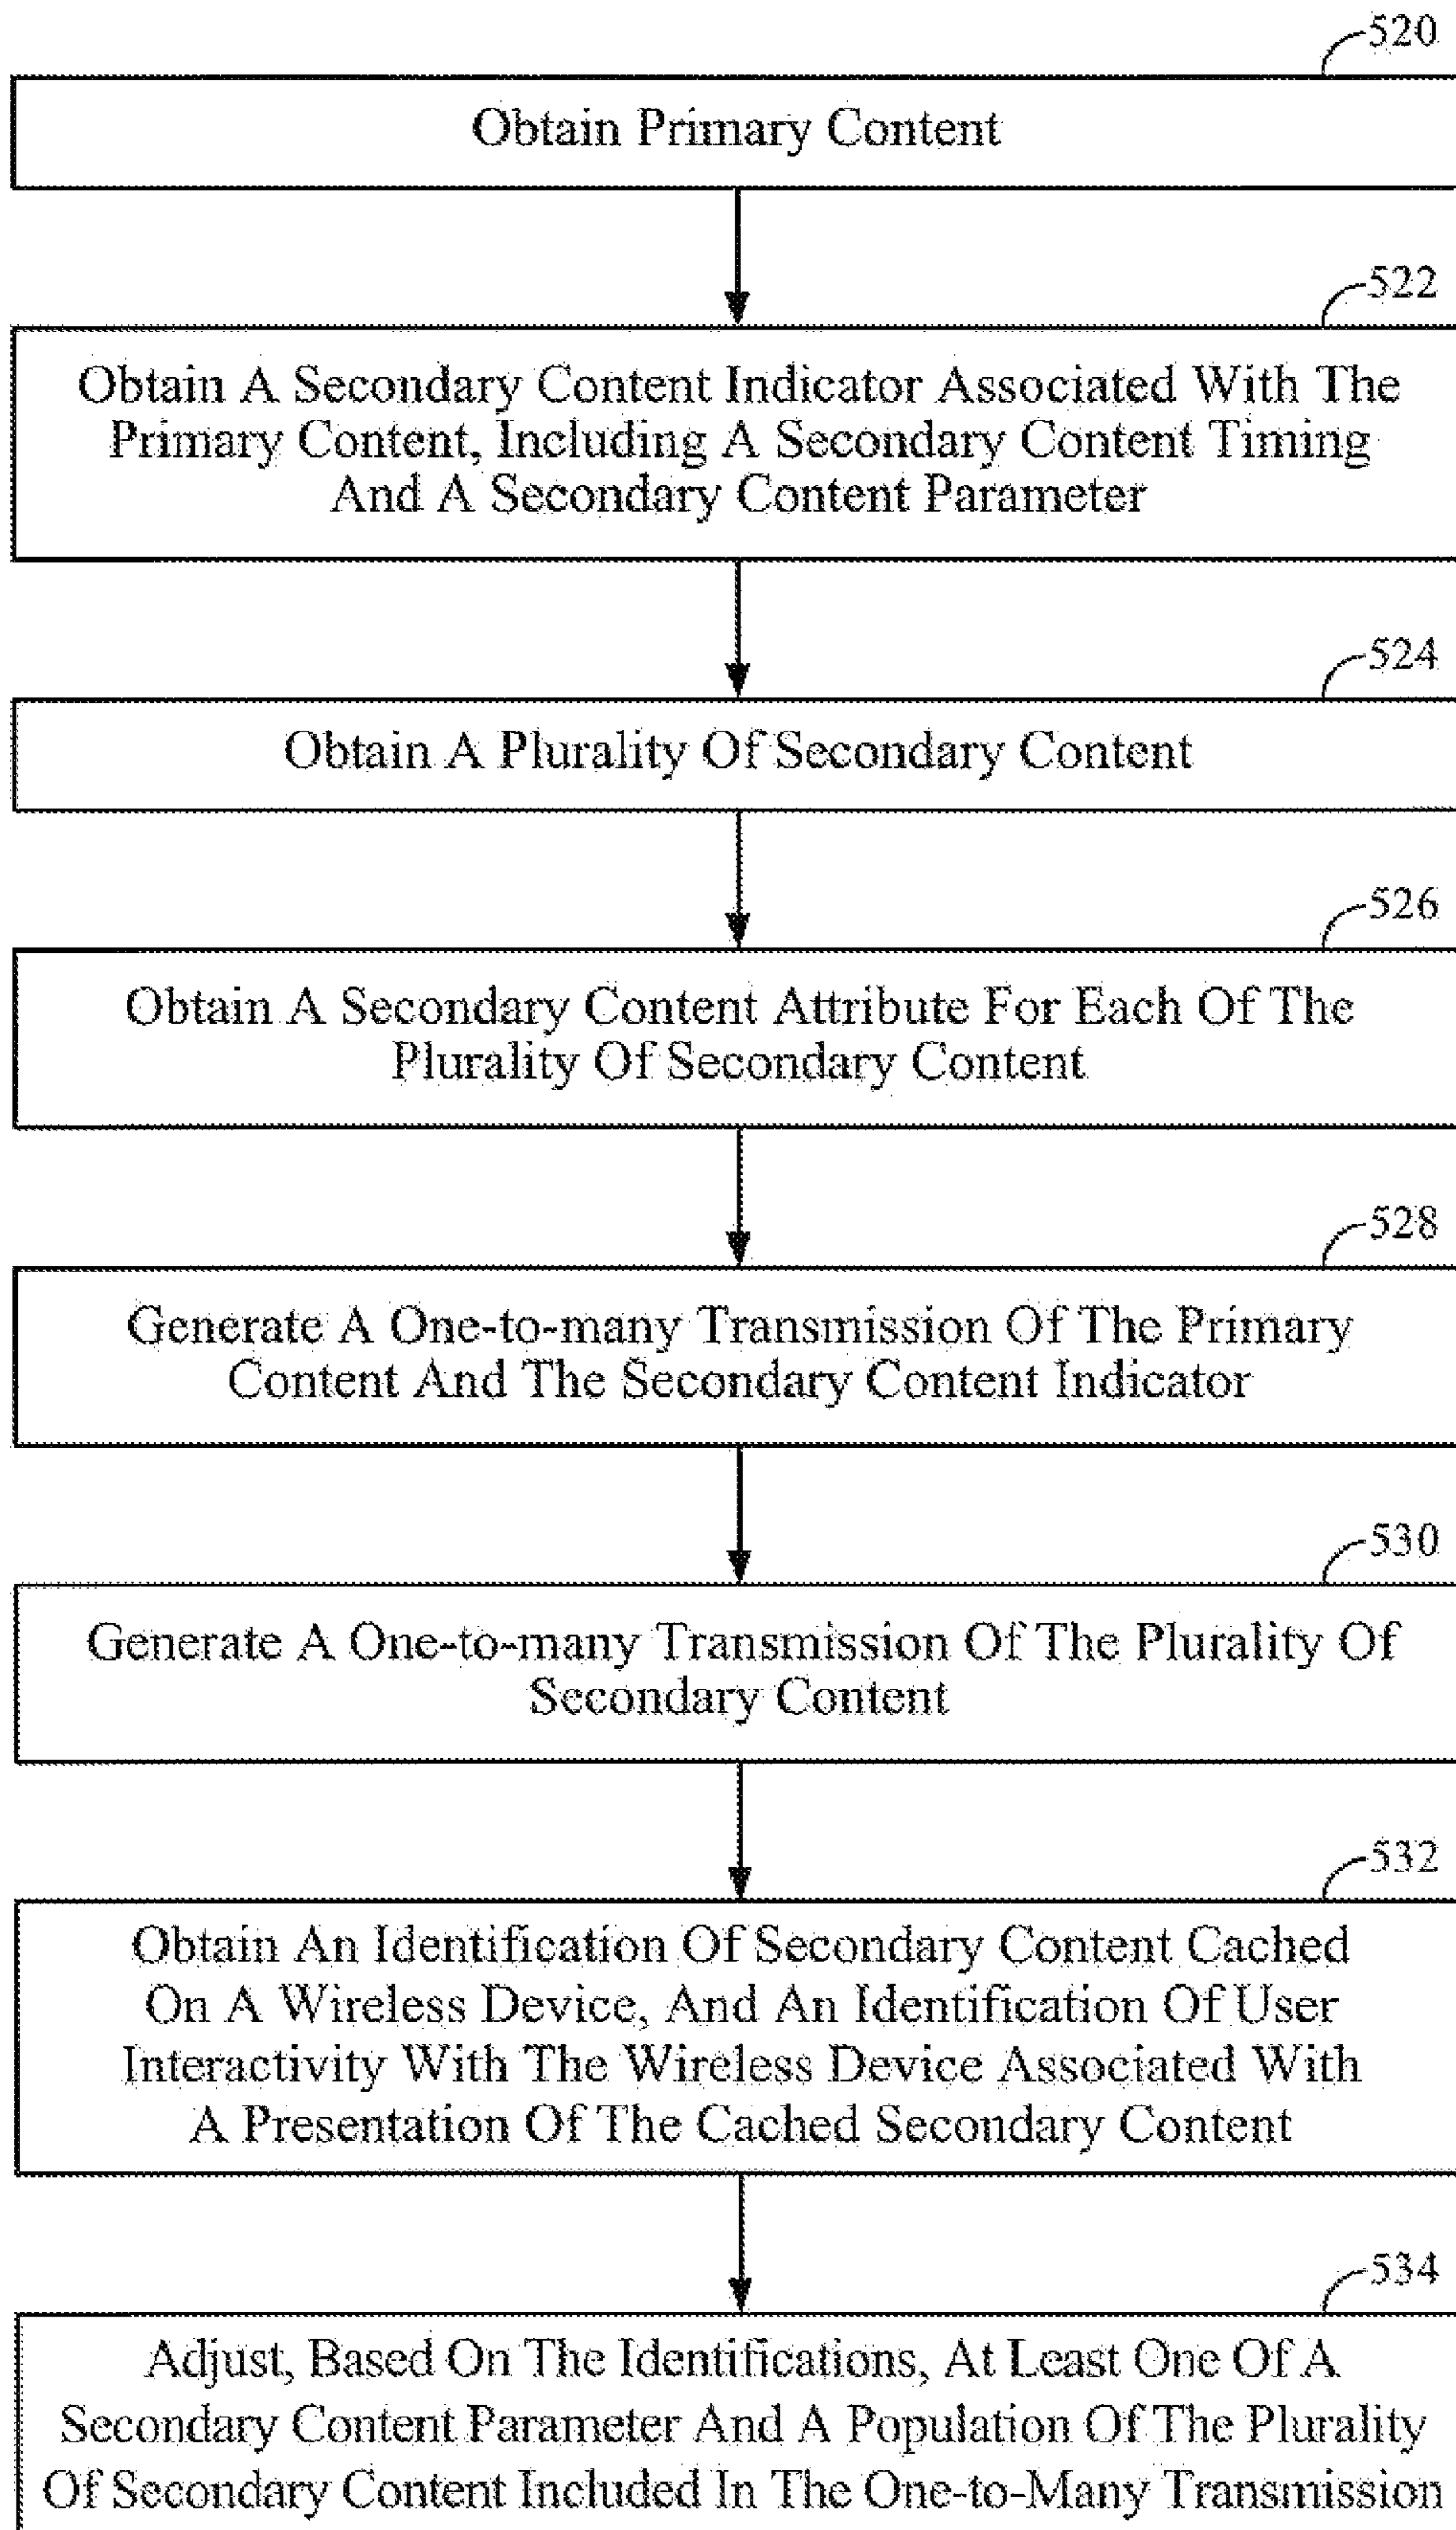 520
Obtain Primary Content
522
Obtain A Secondary Content Indicator Associated With The
Primary Content, Including A Secondary Content Timing
And A Secondary Content Parameter
524
Obtain A Plurality Of Secondary Content
526
Obtain A Secondary Content Attribute For Each Of The
Plurality Of Secondary Content
528
Generate A One-to-many Transmission Of The Primary
Content And The Secondary Content Indicator
530
Generate A One-to-many Transmission Of The Plurality Of
Secondary Content
532
Obtain An Identification Of Secondary Content Cached
On A Wireless Device, And An Identification Of User
Interactivity With The Wireless Device Associated With
A Presentation Of The Cached Secondary Content
534
Adjust, Based On The Identifications, At Least One Of A
Secondary Content Parameter And A Population Of The Plurality
Of Secondary Content Included In The One-to-Many Transmission